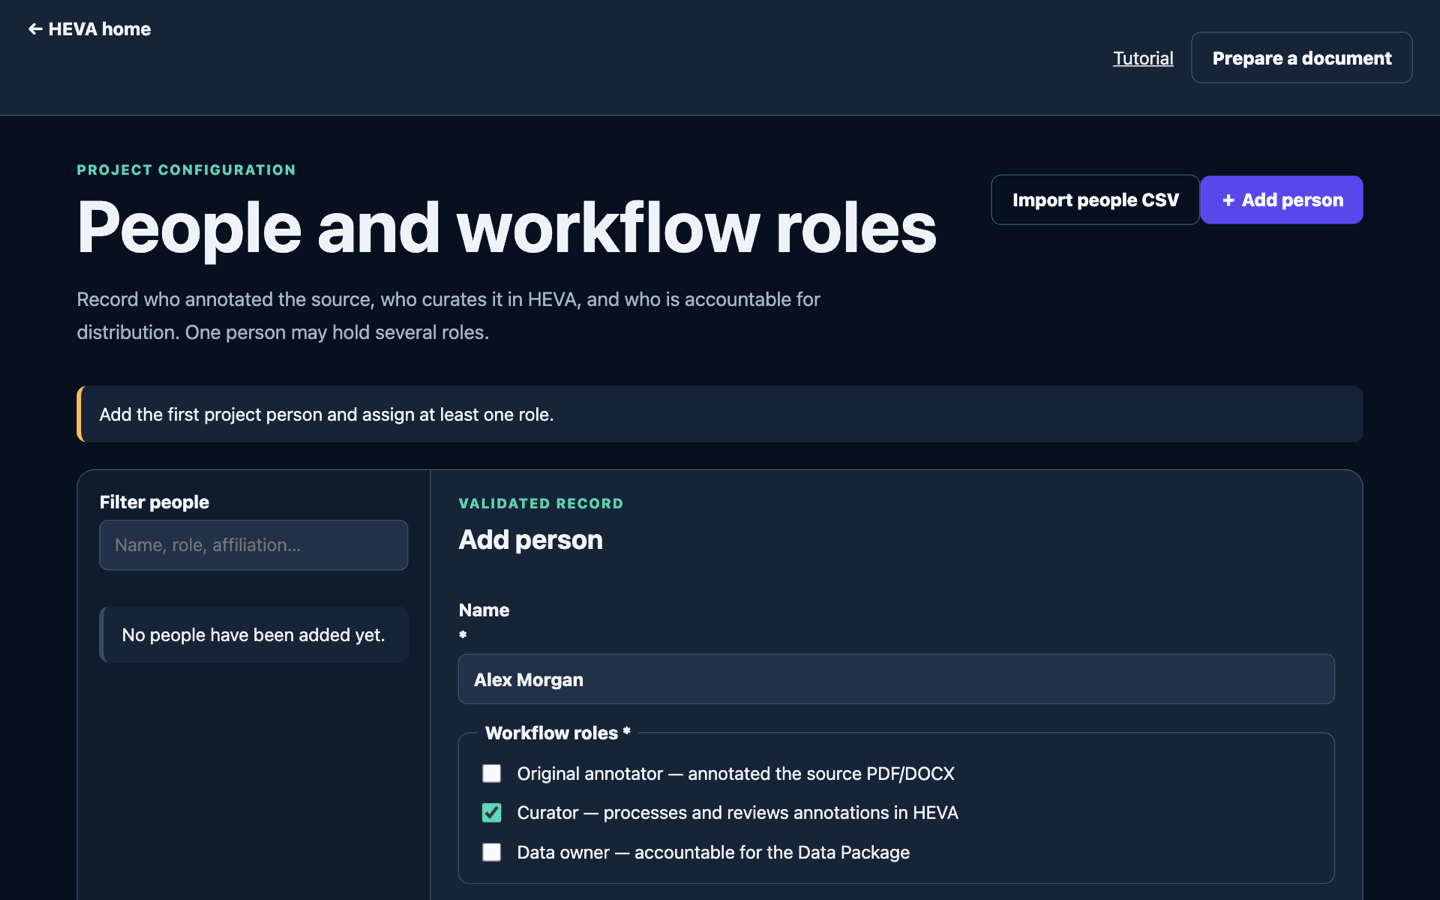 ← HEVA home
Tutorial
Prepare a document
PROJECT CONFIGURATION
People and workflow roles
Import people CSV
+ Add person
Record who annotated the source, who curates it in HEVA, and who is accountable for
distribution. One person may hold several roles.
Add the first project person and assign at least one role.
Filter people
Name, role, affiliation...
No people have been added yet.
VALIDATED RECORD
Add person
Name
*
Alex Morgan
Workflow roles *
Original annotator — annotated the source PDF/DOCX
Curator — processes and reviews annotations in HEVA
Data owner — accountable for the Data Package